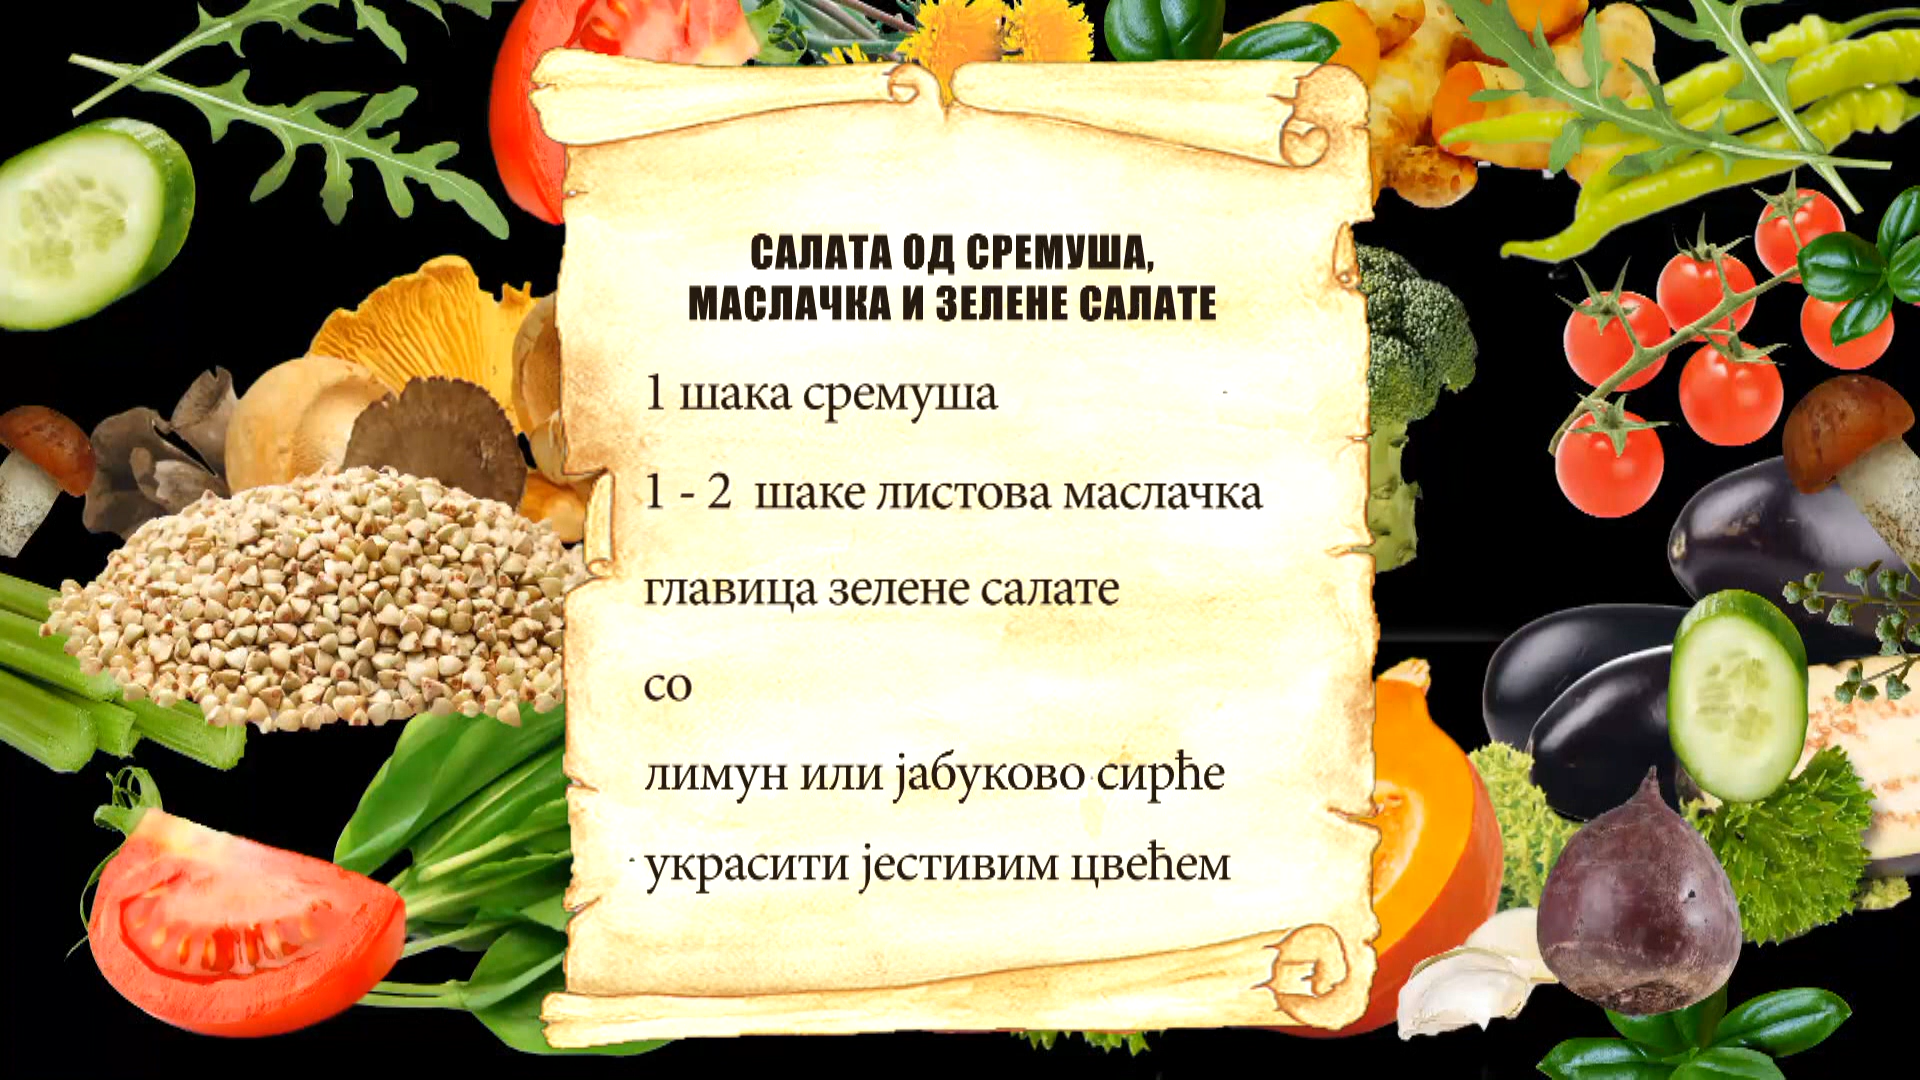 САЛАТА ОД СРЕМУША,
МАСЛАЧКА И ЗЕЛЕНЕ САЛАТЕ
1 шака сремуша
1 - 2 шаке листова маслачка
главица зелене салате
со
лимун или јабуково сирће
украсити јестивим цвећем